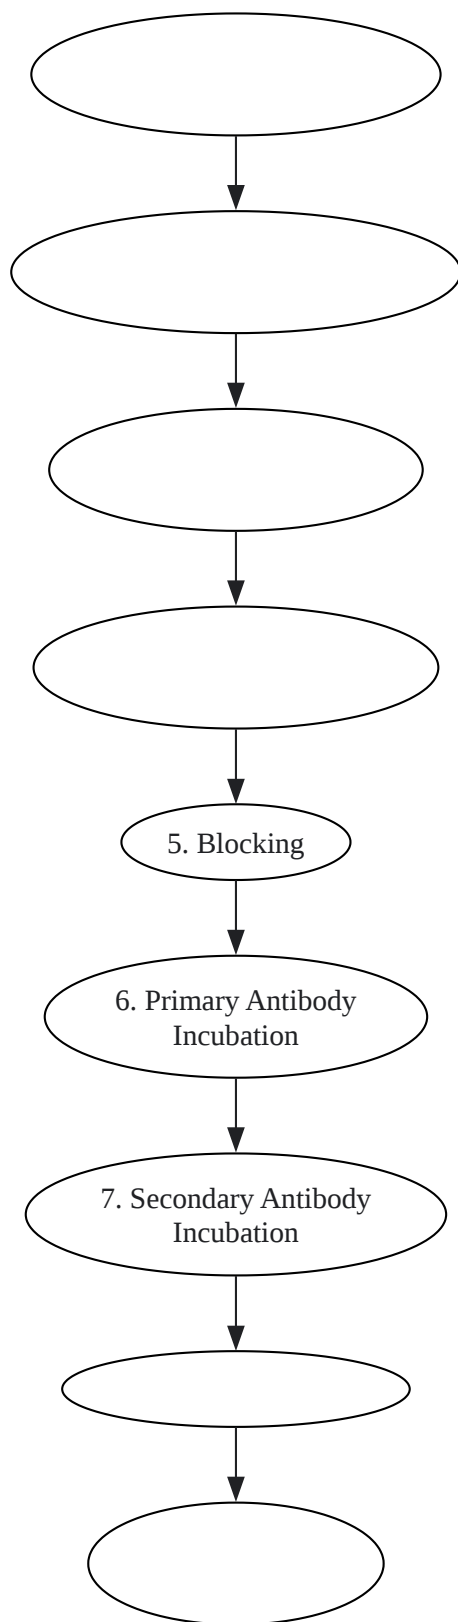 5. Blocking
6. Primary Antibody
Incubation
7. Secondary Antibody
Incubation